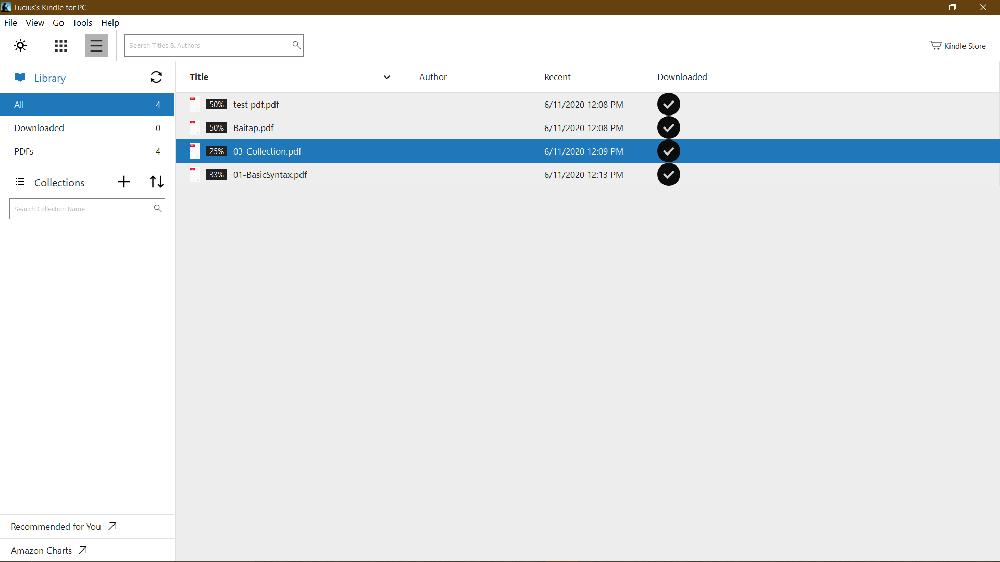 Lucius's Kindle for PC
File View Go Tools Help
Search Titles & Authors
Kindle Store
Library
Title Author Recent Downloaded
All 4
Downloaded 0
PDFs 4
50% test pdf.pdf 6/11/2020 12:08 PM
50% Baitap.pdf 6/11/2020 12:08 PM
25% 03-Collection.pdf 6/11/2020 12:09 PM
33% 01-BasicSyntax.pdf 6/11/2020 12:13 PM
Collections
Search Collection Name
Recommended for You
Amazon Charts